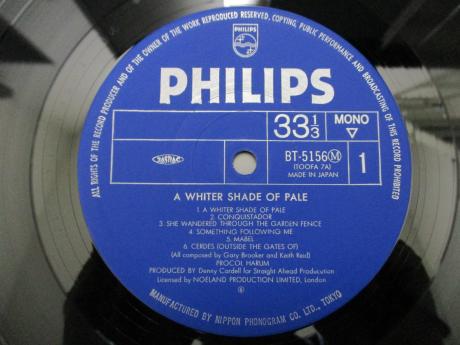 ALL RIGHTS OF THE RECORD PRODUCER AND OF THE OWNER OF THE WORK REPRODUCED RESERVED, COPYING, PUBLIC PERFORMANCE AND BROADCASTING OF THIS RECORD PROHIBITED
PHILIPS
PHILIPS
33 1/3
MONO
JASRAC
BT-5156 M
(TOOFA 7A)
MADE IN JAPAN
1
A WHITER SHADE OF PALE
1. A WHITER SHADE OF PALE
2. CONQUISTADOR
3. SHE WANDERED THROUGH THE GARDEN FENCE
4. SOMETHING FOLLOWING ME
5. MABEL
6. CERDES (OUTSIDE THE GATES OF)
(All composed by Gary Brooker and Keith Reid)
PROCOL HARUM
PRODUCED BY Denny Cordell for Straight Ahead Producution
Licensed by NOELAND PRODUCTION LIMITED, London
MANUFACTURED BY NIPPON PHONOGRAM CO., LTD., TOKYO